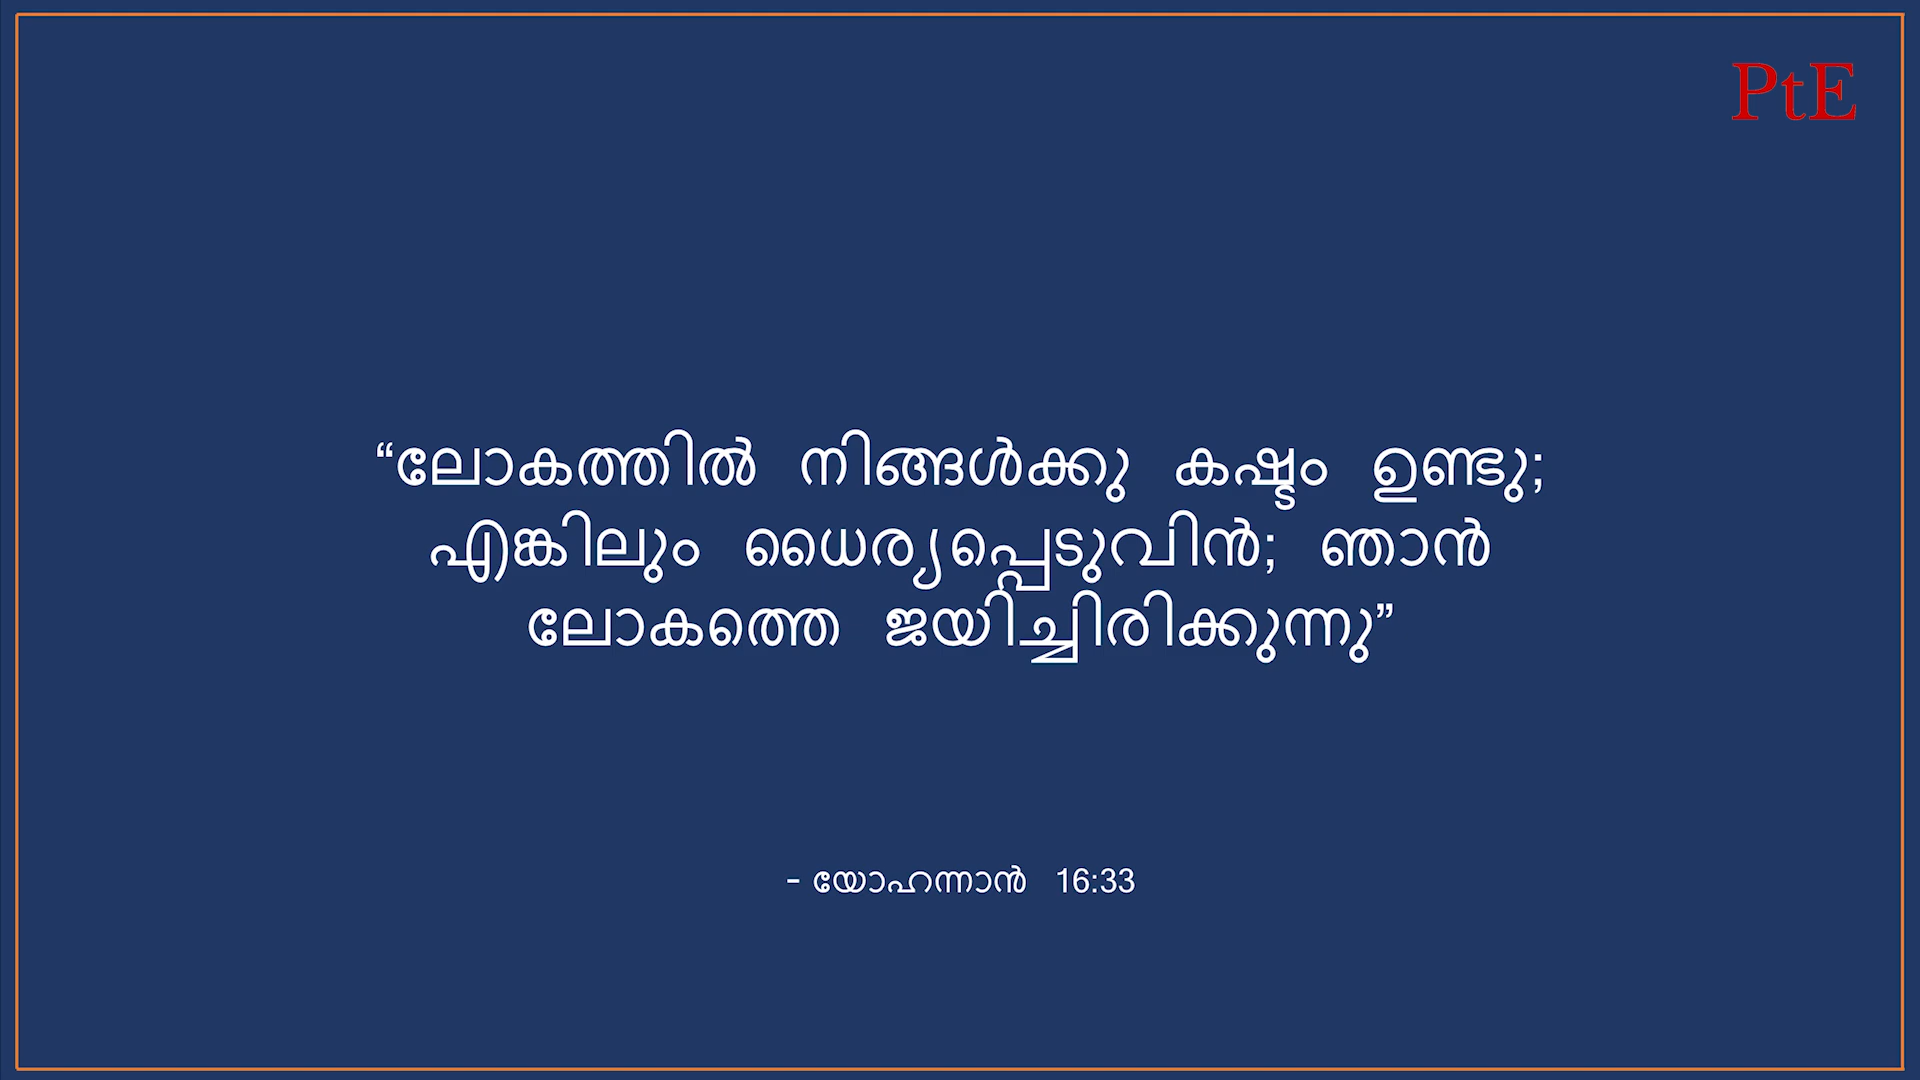 PtE
“ലോകത്തിൽ നിങ്ങൾക്കു കഷ്ടം ഉണ്ടു;
എങ്കിലും ധൈര്യപ്പെടുവിൻ; ഞാൻ
ലോകത്തെ ജയിച്ചിരിക്കുന്നു”
- യോഹന്നാൻ 16:33